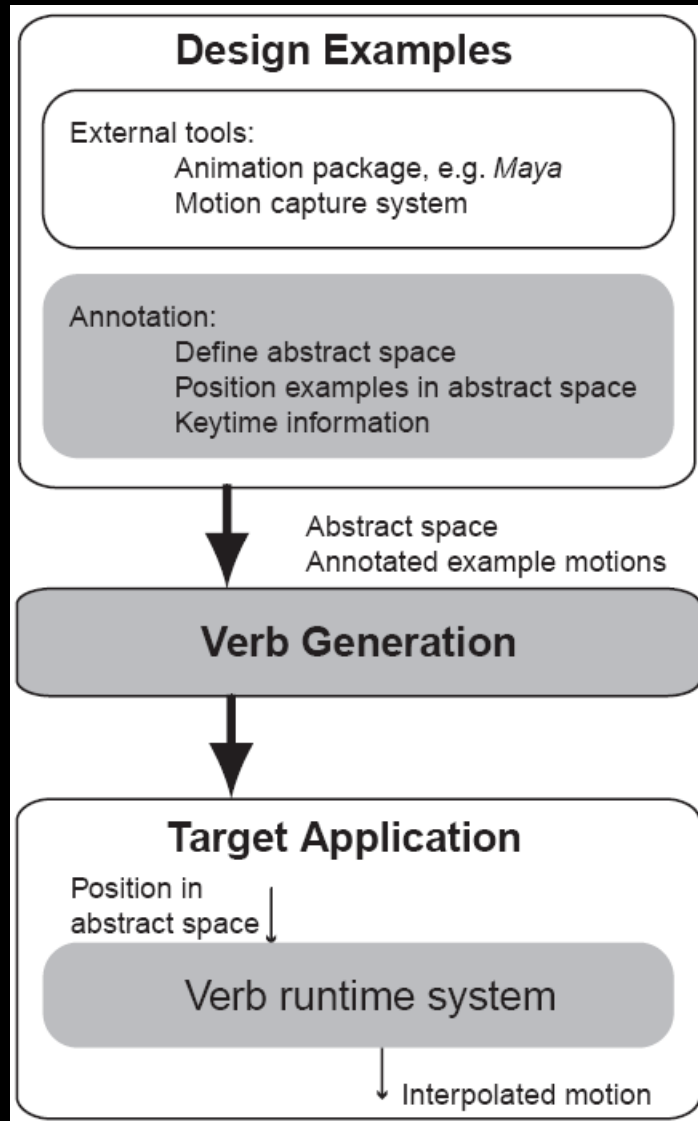 Design Examples
External tools:
Animation package, e.g. Maya
Motion capture system
Annotation:
Define abstract space
Position examples in abstract space
Keytime information
Abstract space
Annotated example motions
Verb Generation
Target Application
Position in
abstract space
Verb runtime system
Interpolated motion